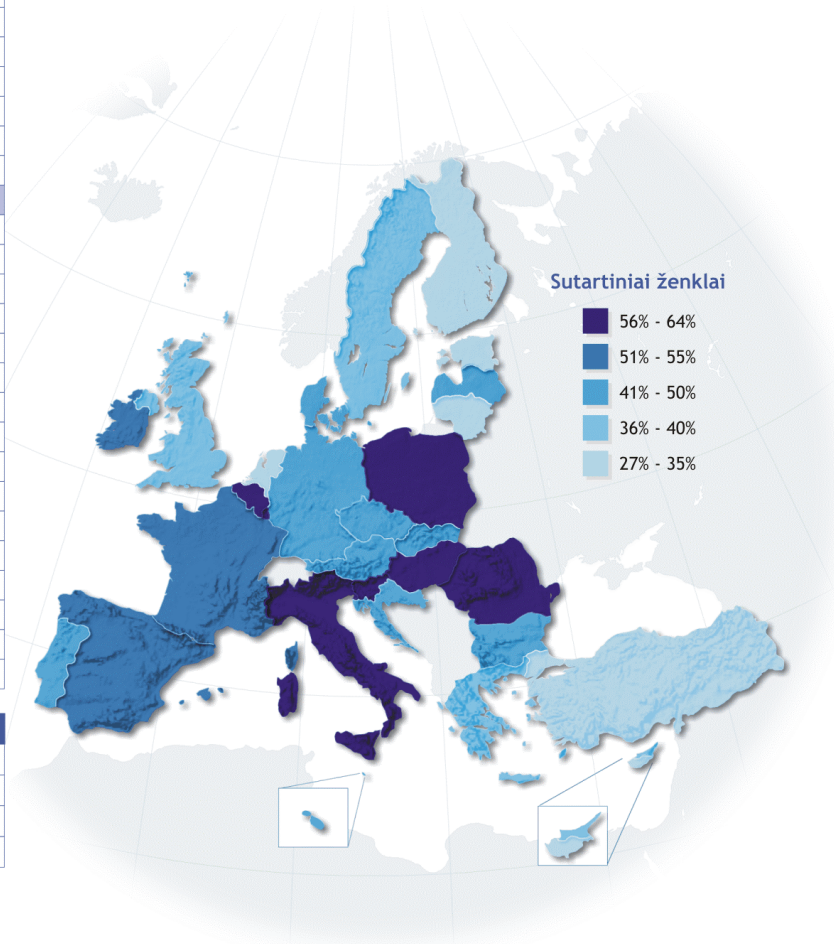 Sutartiniai ženklai
56% - 64%
51% - 55%
41% - 50%
36% - 40%
27% - 35%